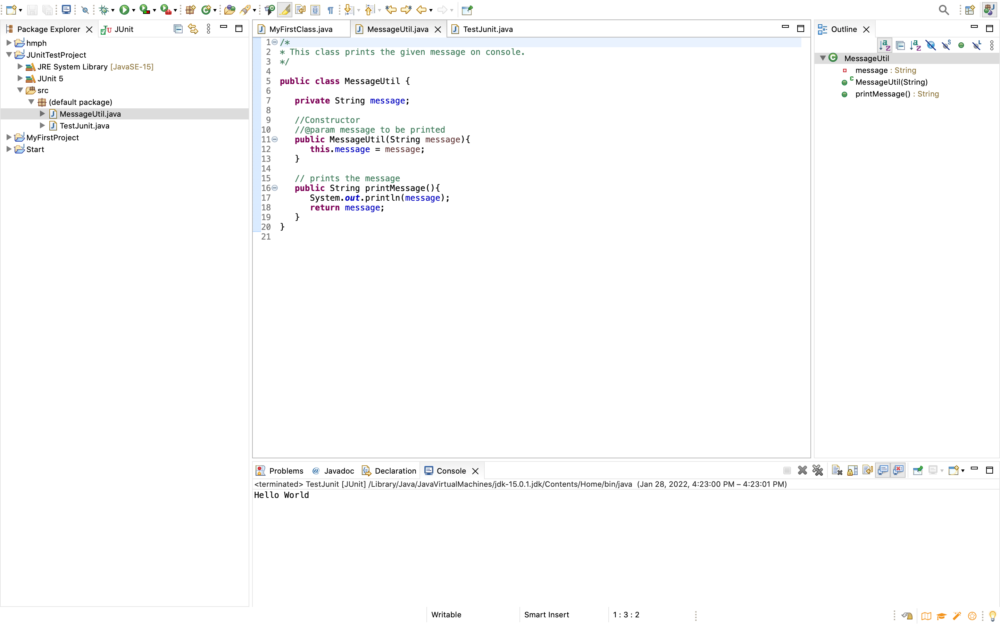 Package Explorer
JUnit
hmph
JUnitTestProject
JRE System Library [JavaSE-15]
JUnit 5
src
(default package)
MessageUtil.java
TestJunit.java
MyFirstProject
Start
MyFirstClass.java
MessageUtil.java
TestJunit.java
1 /*
2 * This class prints the given message on console.
3 */
4
5 public class MessageUtil {
6
7    private String message;
8
9    //Constructor
10    //@param message to be printed
11    public MessageUtil(String message){
12       this.message = message;
13    }
14
15    // prints the message
16    public String printMessage(){
17       System.out.println(message);
18       return message;
19    }
20 }
21
Outline
MessageUtil
message : String
MessageUtil(String)
printMessage() : String
Problems
Javadoc
Declaration
Console
<terminated> TestJunit [JUnit] /Library/Java/JavaVirtualMachines/jdk-15.0.1.jdk/Contents/Home/bin/java  (Jan 28, 2022, 4:23:00 PM – 4:23:01 PM)
Hello World
Writable
Smart Insert
1 : 3 : 2